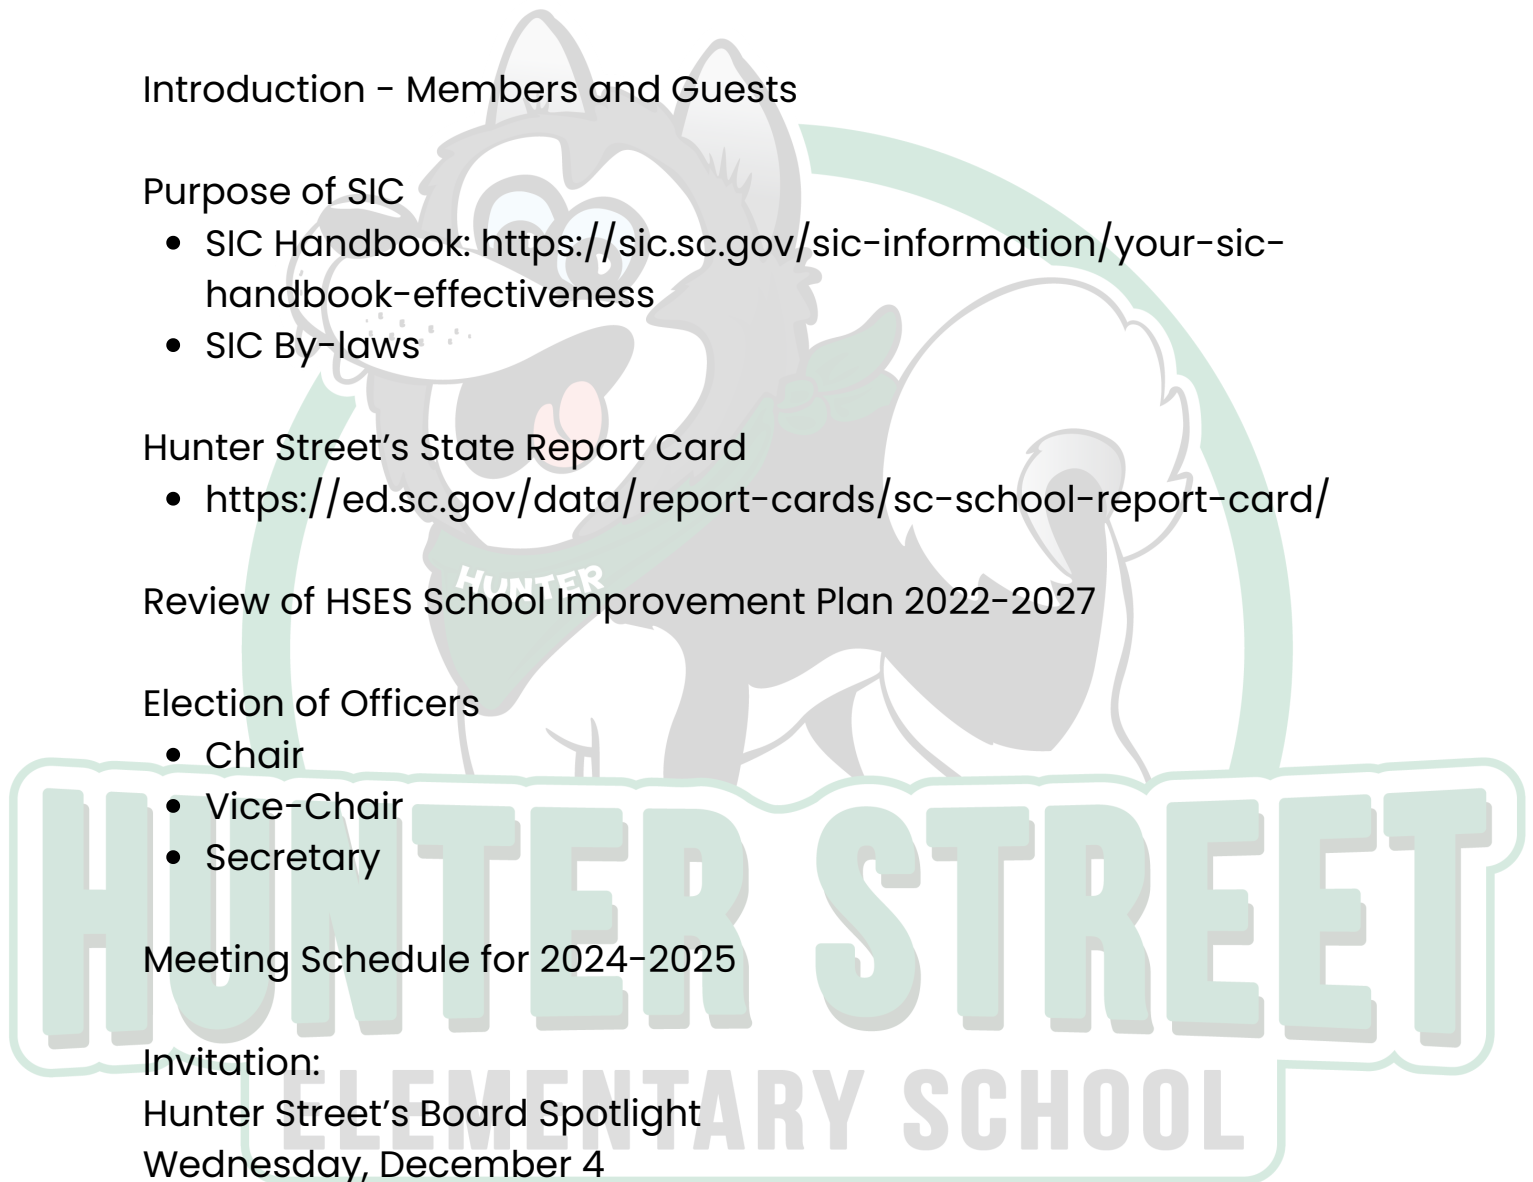 Introduction - Members and Guests
Purpose of SIC
• SIC Handbook: https://sic.sc.gov/sic-information/your-sic-
handbook-effectiveness
• SIC By-laws
Hunter Street’s State Report Card
• https://ed.sc.gov/data/report-cards/sc-school-report-card/
HUNTER
Review of HSES School Improvement Plan 2022-2027
Election of Officers
• Chair
• Vice-Chair
• Secretary
HUNTER STREET
Meeting Schedule for 2024-2025
Invitation:
ELEMENTARY SCHOOL
Hunter Street’s Board Spotlight
Wednesday, December 4